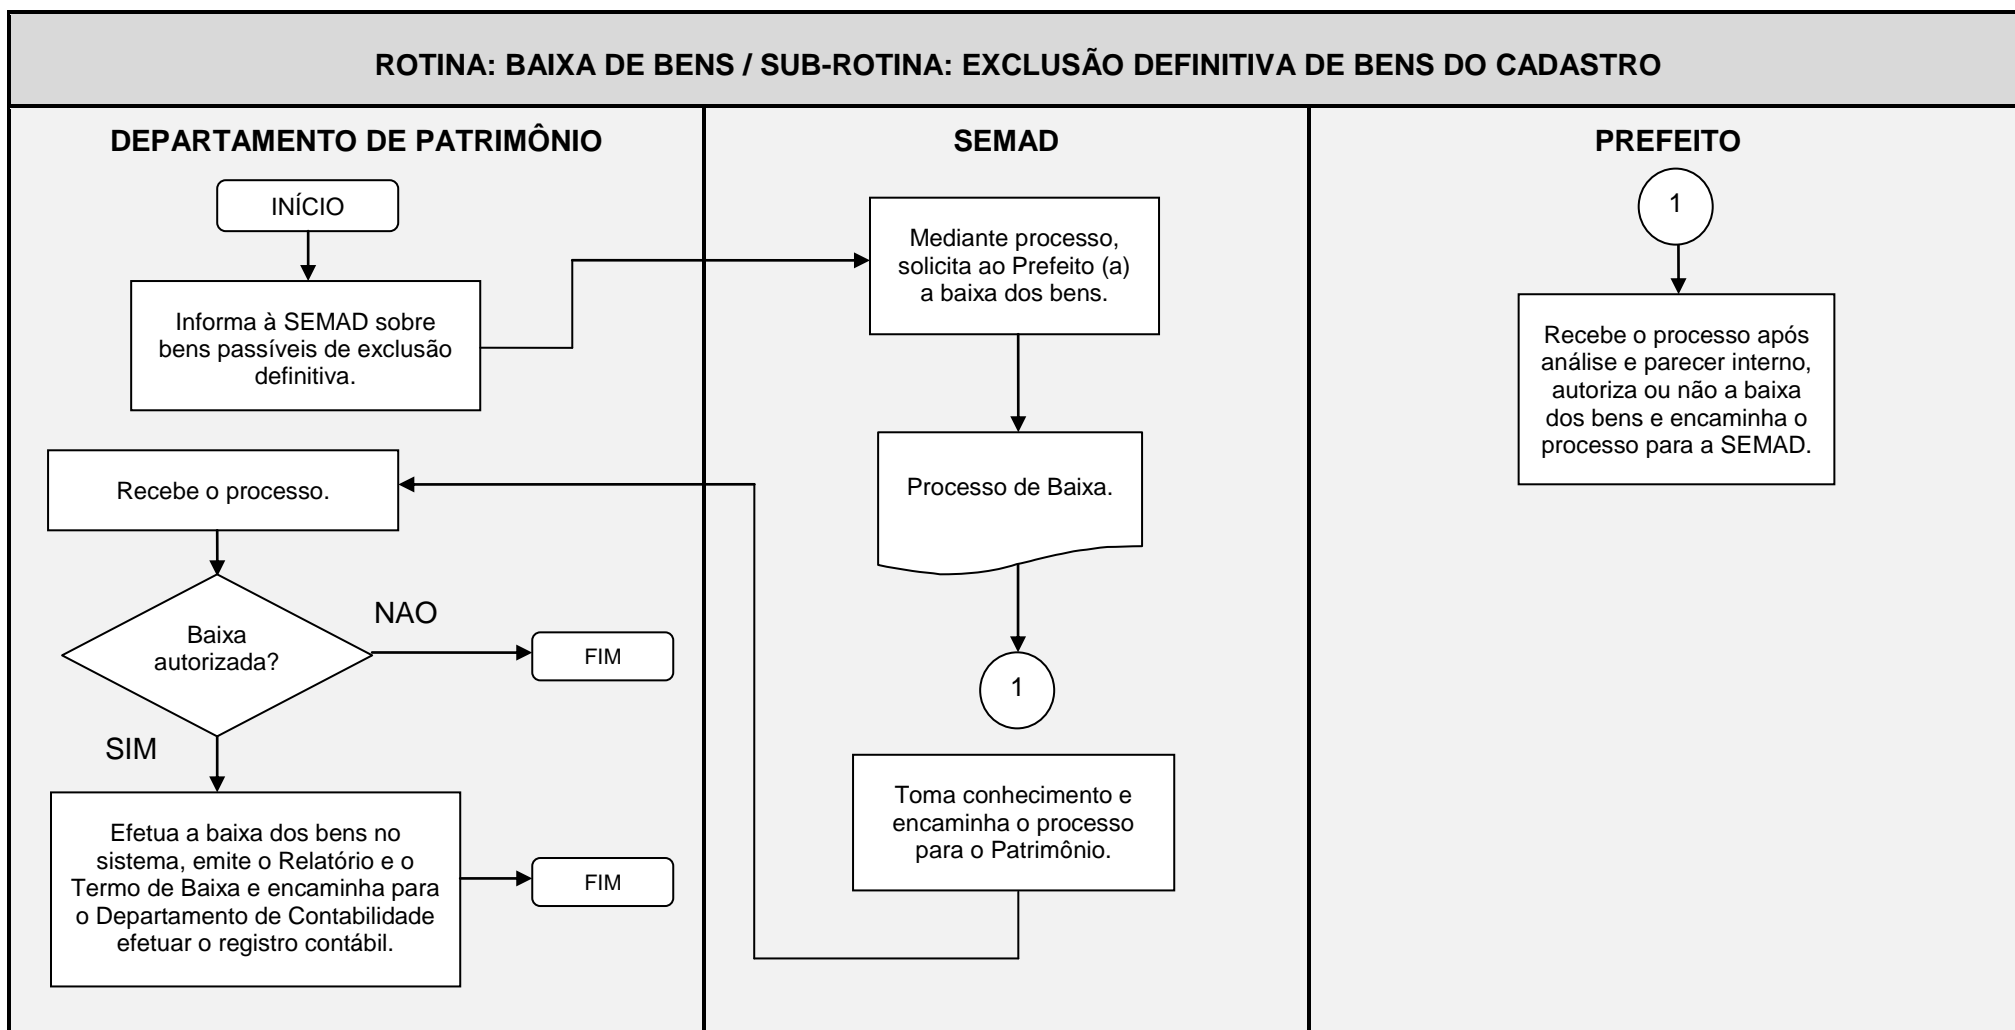 ROTINA: BAIXA DE BENS / SUB-ROTINA: EXCLUSÃO DEFINITIVA DE BENS DO CADASTRO
DEPARTAMENTO DE PATRIMÔNIO
INÍCIO
Informa à SEMAD sobre
bens passíveis de exclusão
definitiva.
Recebe o processo.
Baixa
autorizada?
NAO
FIM
SIM
Efetua a baixa dos bens no
sistema, emite o Relatório e o
Termo de Baixa e encaminha para
o Departamento de Contabilidade
efetuar o registro contábil.
FIM
SEMAD
Mediante processo,
solicita ao Prefeito (a)
a baixa dos bens.
Processo de Baixa.
1
Toma conhecimento e
encaminha o processo
para o Patrimônio.
PREFEITO
1
Recebe o processo após
análise e parecer interno,
autoriza ou não a baixa
dos bens e encaminha o
processo para a SEMAD.